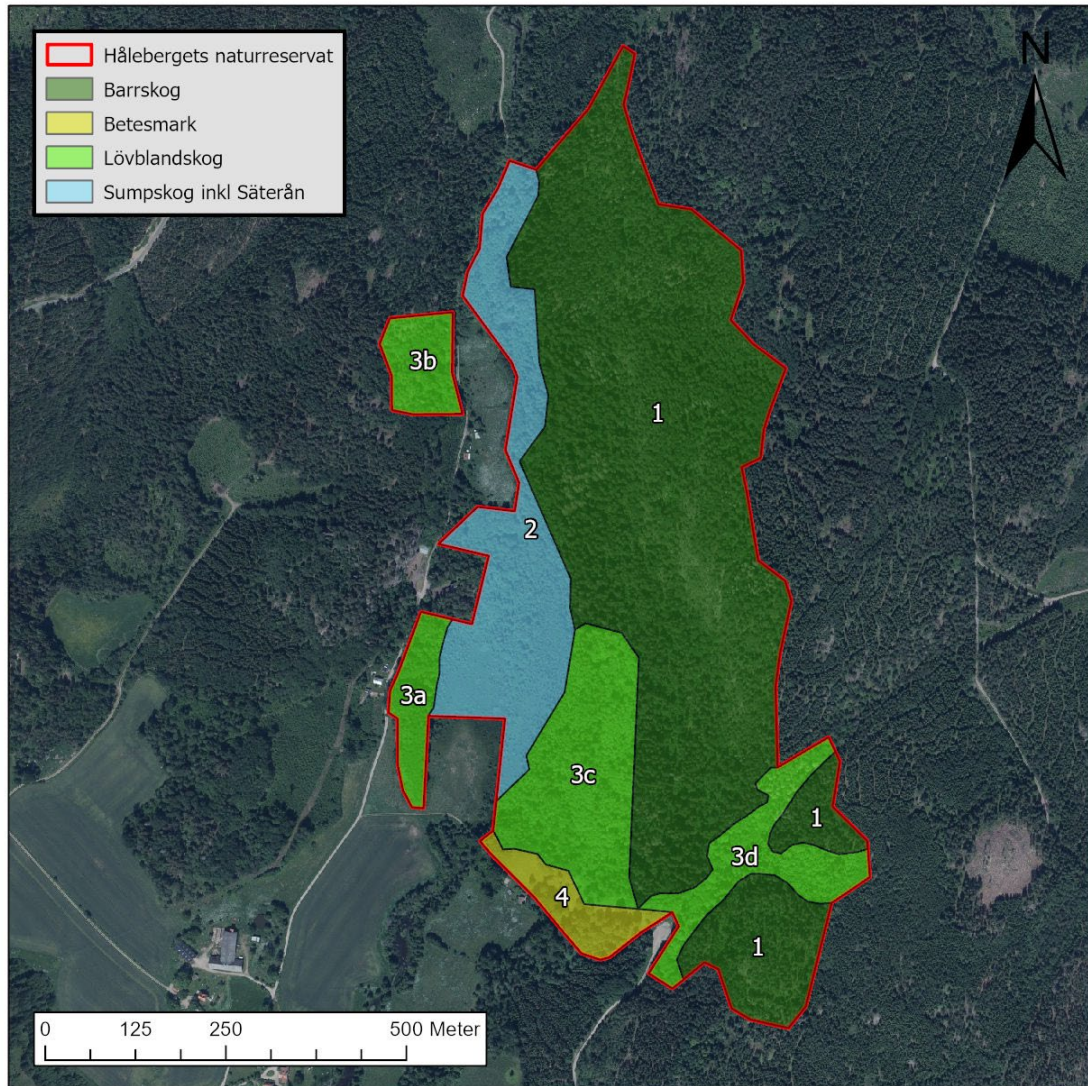 Hålebergets naturreservat
Barrskog
Betesmark
Lövblandskog
Sumpskog inkl Säterån
N
3b
1
2
3a
3c
1
3d
4
1
0 125 250 500 Meter